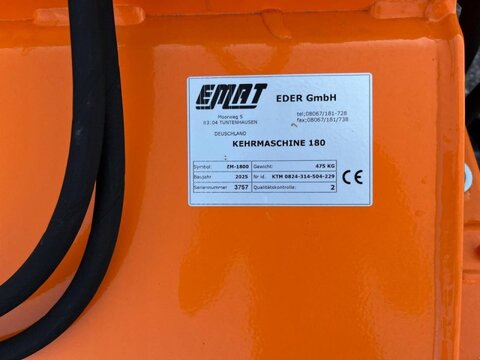 EMAT EDER GmbH
Moorweg 5 tel;08067/181-728
83104 TUNTENHAUSEN fax;08067/181/738
DEUSCHLAND
KEHRMASCHINE 180
Symbol: EM-1800 Gewicht: 475 KG
Baujahr 2025 Nr id. KTM 0824-314-504-229
Seriennummer 3757 Qualitätskontrolle: 2
CE